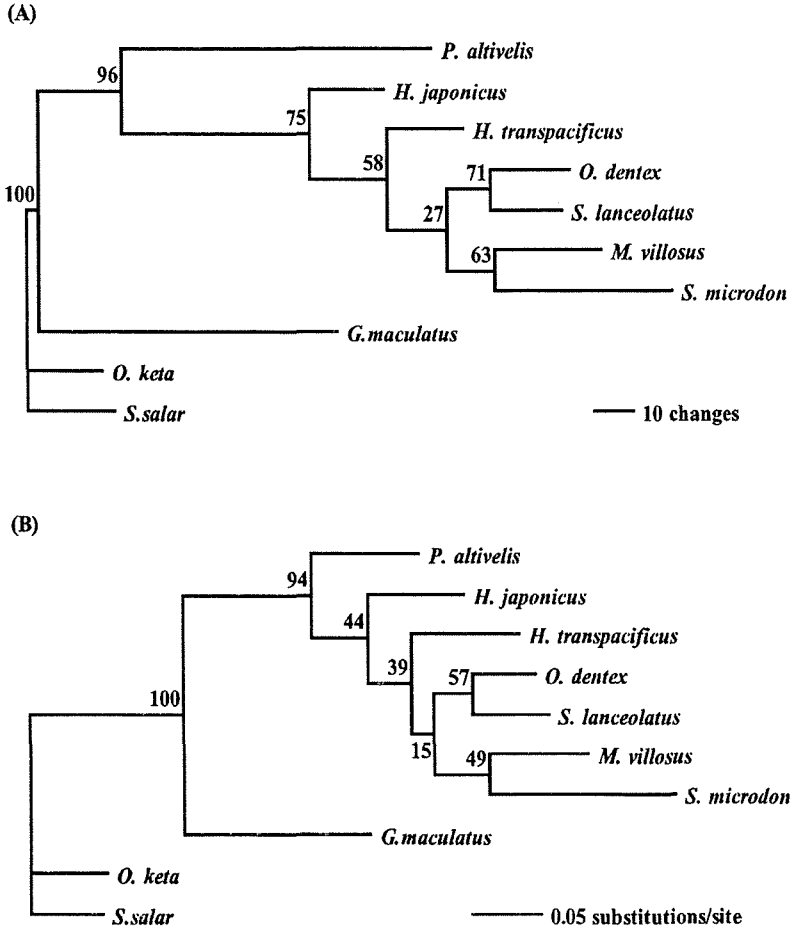 (A)
P. altivelis
96
H. japonicus
75
H. transpacificus
58
71
O. dentex
100
27
S. lanceolatus
63
M. villosus
S. microdon
G.maculatus
O. keta
S.salar
10 changes
(B)
P. altivelis
94
H. japonicus
44
H. transpacificus
39
57
O. dentex
100
S. lanceolatus
15
49
M. villosus
S. microdon
G.maculatus
O. keta
S.salar
0.05 substitutions/site